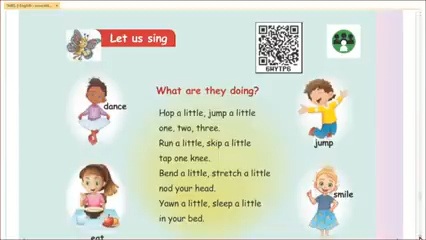 Let us sing
6WYTP6
What are they doing?
dance
Hop a little, jump a little
one, two, three.
Run a little, skip a little
tap one knee.
jump
Bend a little, stretch a little
nod your head.
Yawn a little, sleep a little
in your bed.
smile
eat